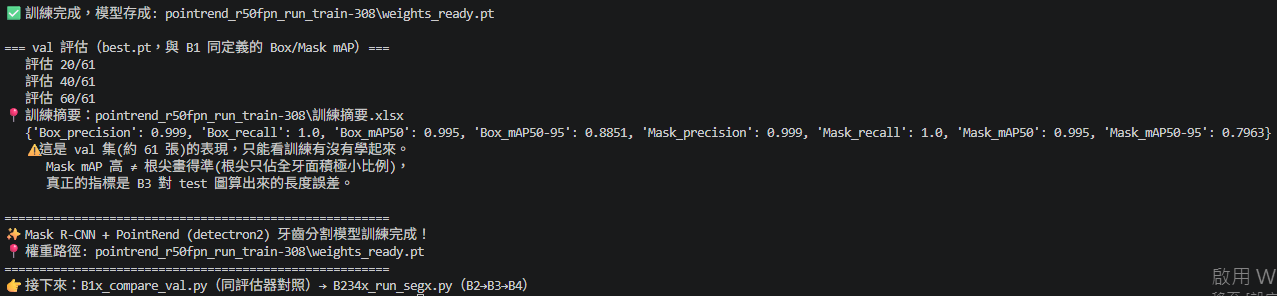 ✅ 訓練完成，模型存成: pointrend_r50fpn_run_train-308\weights_ready.pt
=== val 評估（best.pt，與 B1 同定義的 Box/Mask mAP）===
評估 20/61
評估 40/61
評估 60/61
📍 訓練摘要：pointrend_r50fpn_run_train-308\訓練摘要.xlsx
{'Box_precision': 0.999, 'Box_recall': 1.0, 'Box_mAP50': 0.995, 'Box_mAP50-95': 0.8851, 'Mask_precision': 0.999, 'Mask_recall': 1.0, 'Mask_mAP50': 0.995, 'Mask_mAP50-95': 0.7963}
⚠️這是 val 集(約 61 張)的表現，只能看訓練有沒有學起來。
Mask mAP 高 ≠ 根尖畫得準(根尖只佔全牙面積極小比例)，
真正的指標是 B3 對 test 圖算出來的長度誤差。
=======================================================
✨ Mask R-CNN + PointRend (detectron2) 牙齒分割模型訓練完成！
📍 權重路徑: pointrend_r50fpn_run_train-308\weights_ready.pt
=======================================================
👉 接下來：B1x_compare_val.py（同評估器對照）→ B234x_run_segx.py（B2→B3→B4）
啟用 W